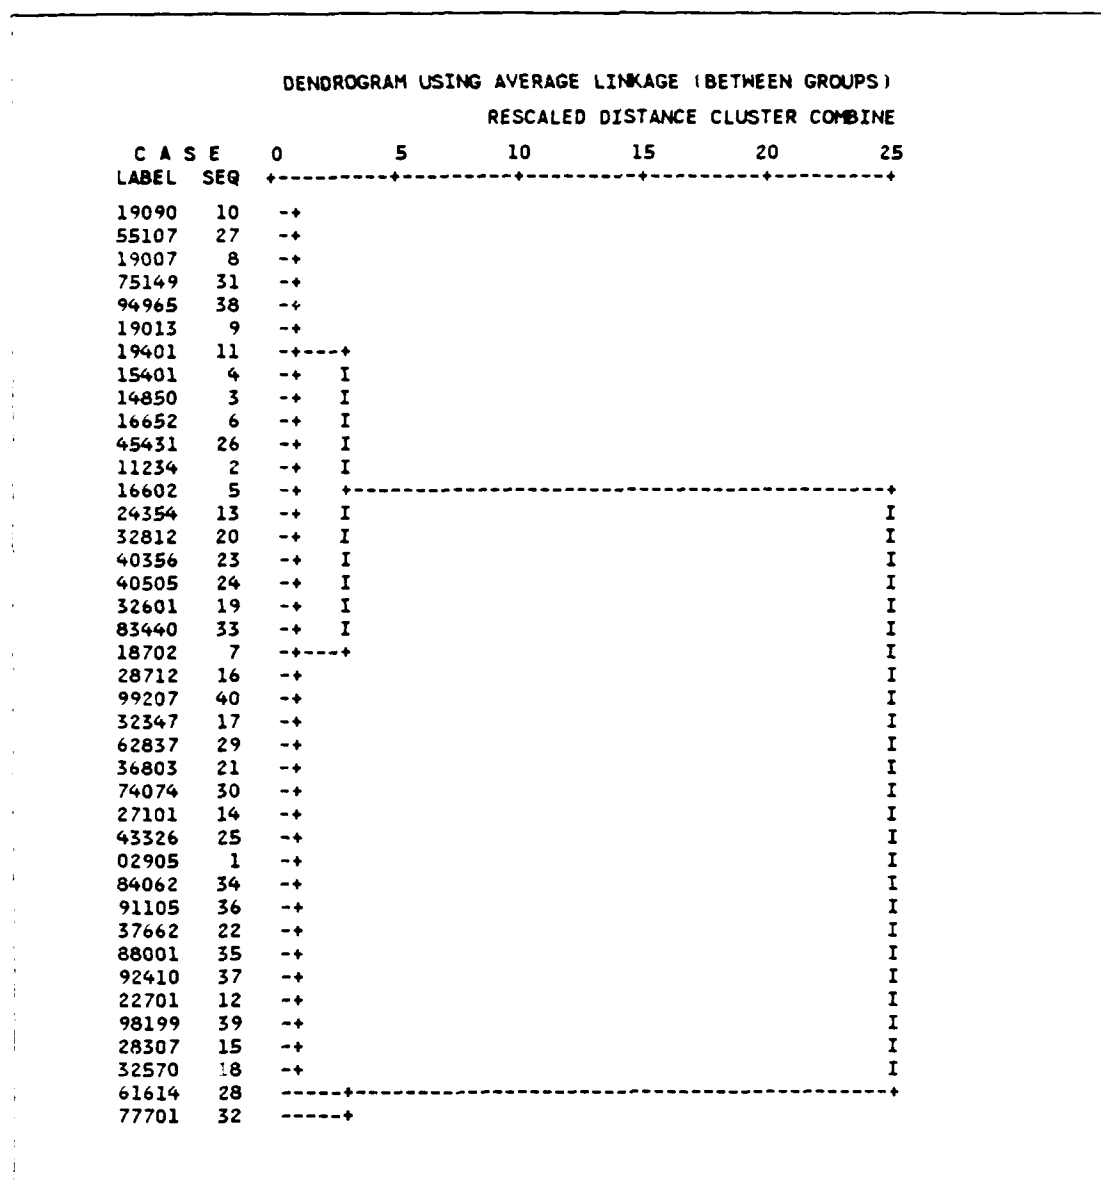 DENDROGRAM USING AVERAGE LINKAGE (BETWEEN GROUPS)
RESCALED DISTANCE CLUSTER COMBINE
C A S E 0 5 10 15 20 25
LABEL SEQ +---------+---------+---------+---------+---------+
19090 10 -+
55107 27 -+
19007 8 -+
75149 31 -+
94965 38 -+
19013 9 -+
19401 11 -+---+
15401 4 -+ I
14850 3 -+ I
16652 6 -+ I
45431 26 -+ I
11234 2 -+ I
16602 5 -+ +-------------------------------------------+
24354 13 -+ I I
32812 20 -+ I I
40356 23 -+ I I
40505 24 -+ I I
32601 19 -+ I I
83440 33 -+ I I
18702 7 -+---+ I
28712 16 -+ I
99207 40 -+ I
32347 17 -+ I
62837 29 -+ I
36803 21 -+ I
74074 30 -+ I
27101 14 -+ I
43326 25 -+ I
02905 1 -+ I
84062 34 -+ I
91105 36 -+ I
37662 22 -+ I
88001 35 -+ I
92410 37 -+ I
22701 12 -+ I
98199 39 -+ I
28307 15 -+ I
32570 18 -+ I
61614 28 -----+-------------------------------------------+
77701 32 -----+